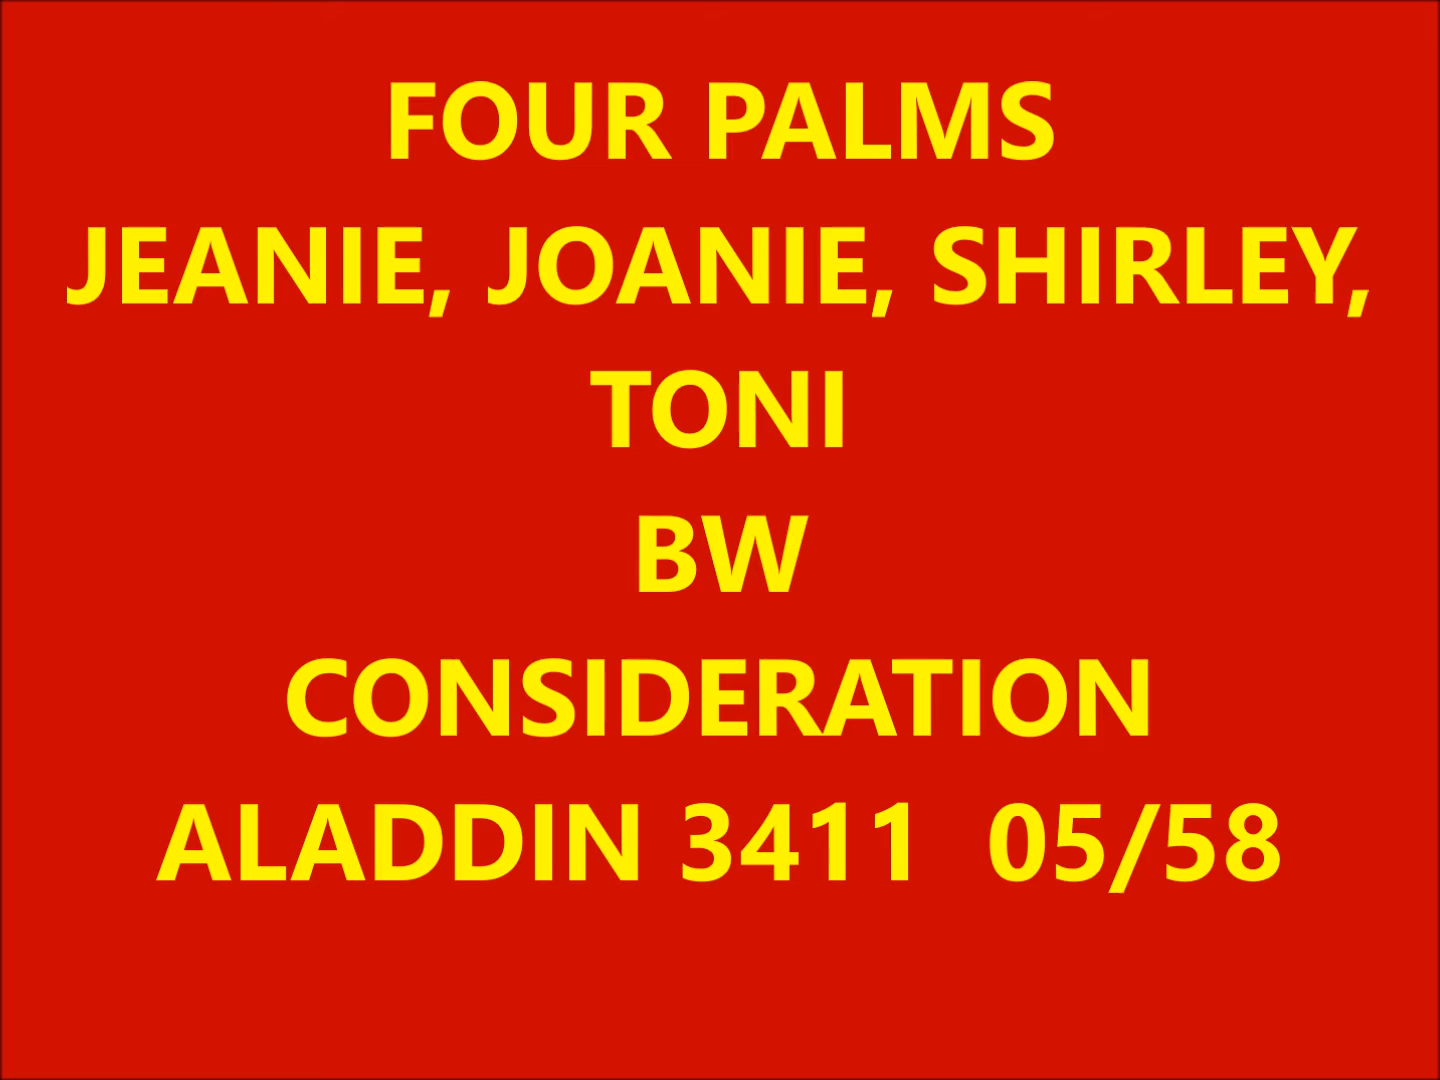 FOUR PALMS
JEANIE, JOANIE, SHIRLEY,
TONI
BW
CONSIDERATION
ALADDIN 3411  05/58